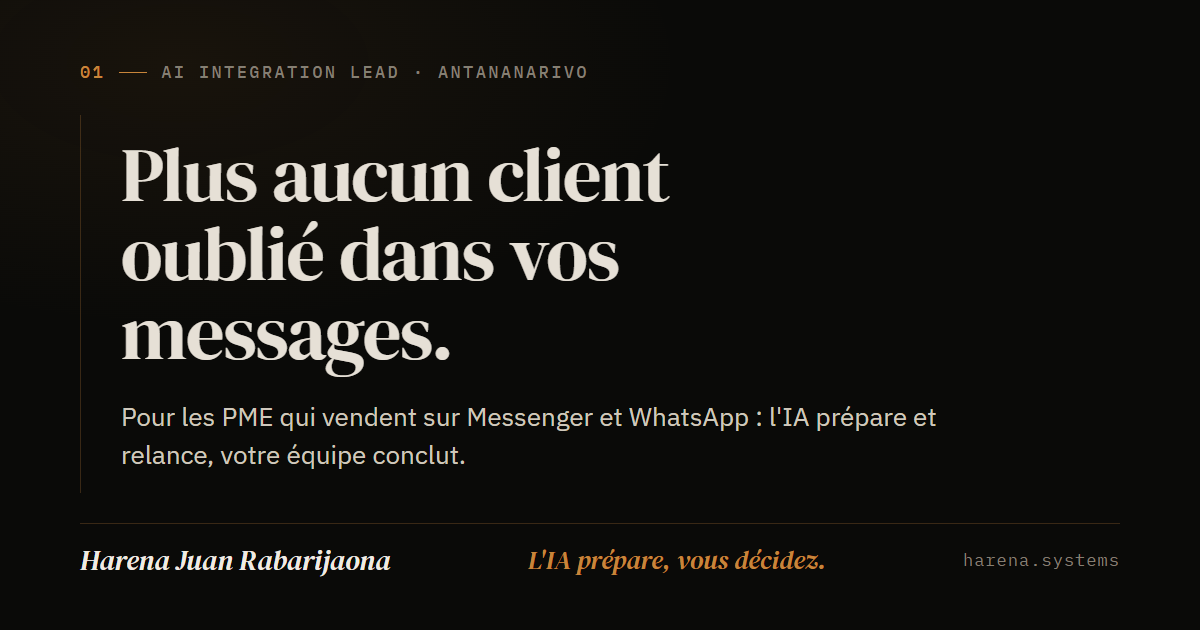 01 — AI INTEGRATION LEAD · ANTANANARIVO
Plus aucun client
oublié dans vos
messages.
Pour les PME qui vendent sur Messenger et WhatsApp : l'IA prépare et
relance, votre équipe conclut.
Harena Juan Rabarijaona
L'IA prépare, vous décidez.
harena.systems